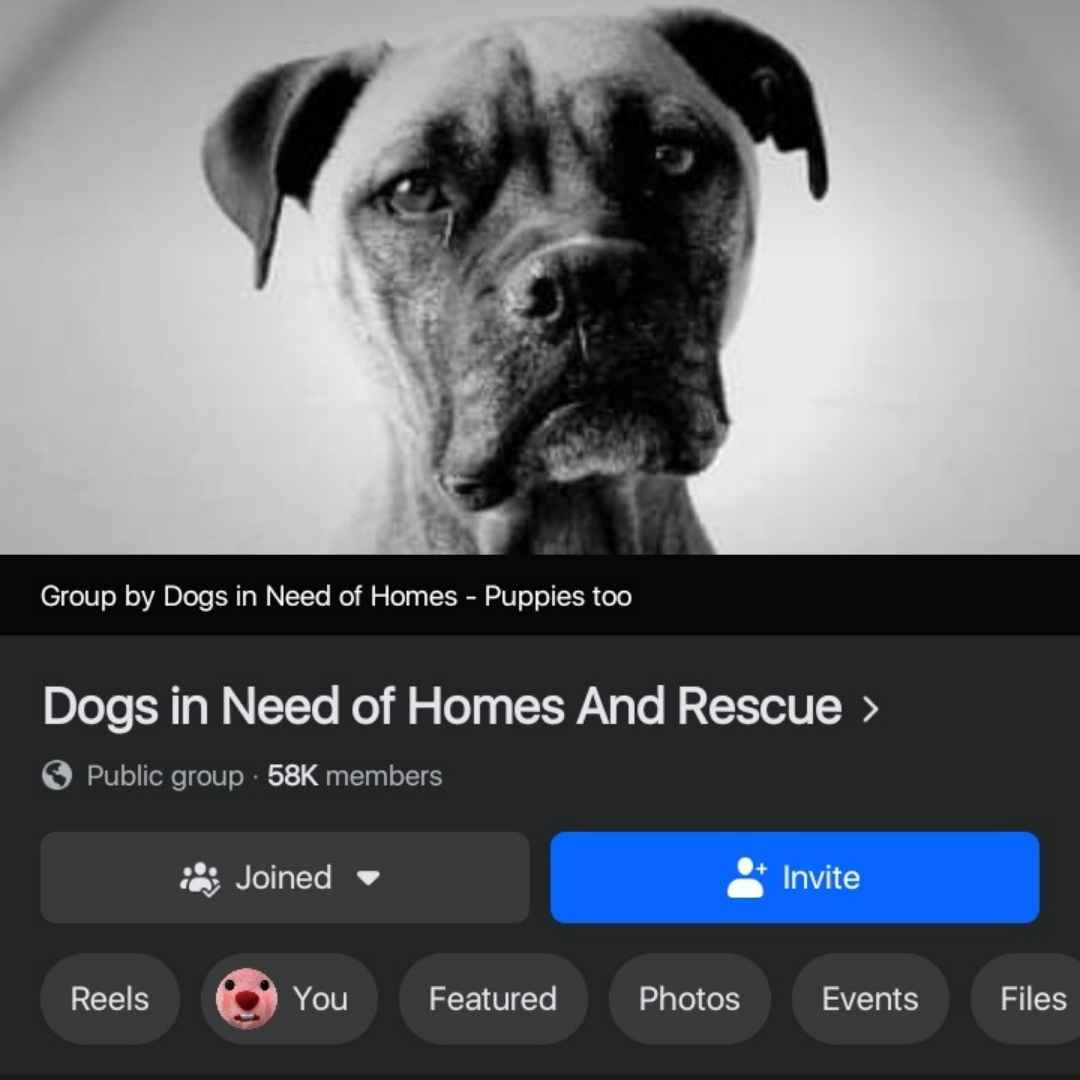 Group by Dogs in Need of Homes - Puppies too
Dogs in Need of Homes And Rescue
Public group · 58K members
Joined Invite
Reels You Featured Photos Events Files